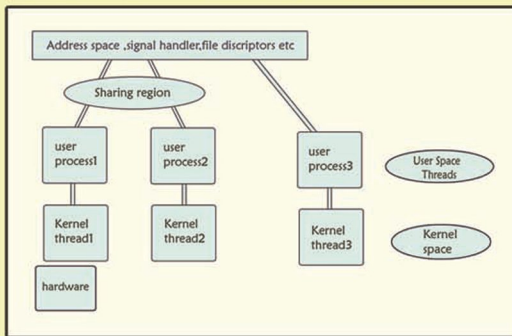 Address space ,signal handler,file discriptors etc
Sharing region
user
process1
user
process2
user
process3
User Space
Threads
Kernel
thread1
Kernel
thread2
Kernel
thread3
Kernel
space
hardware